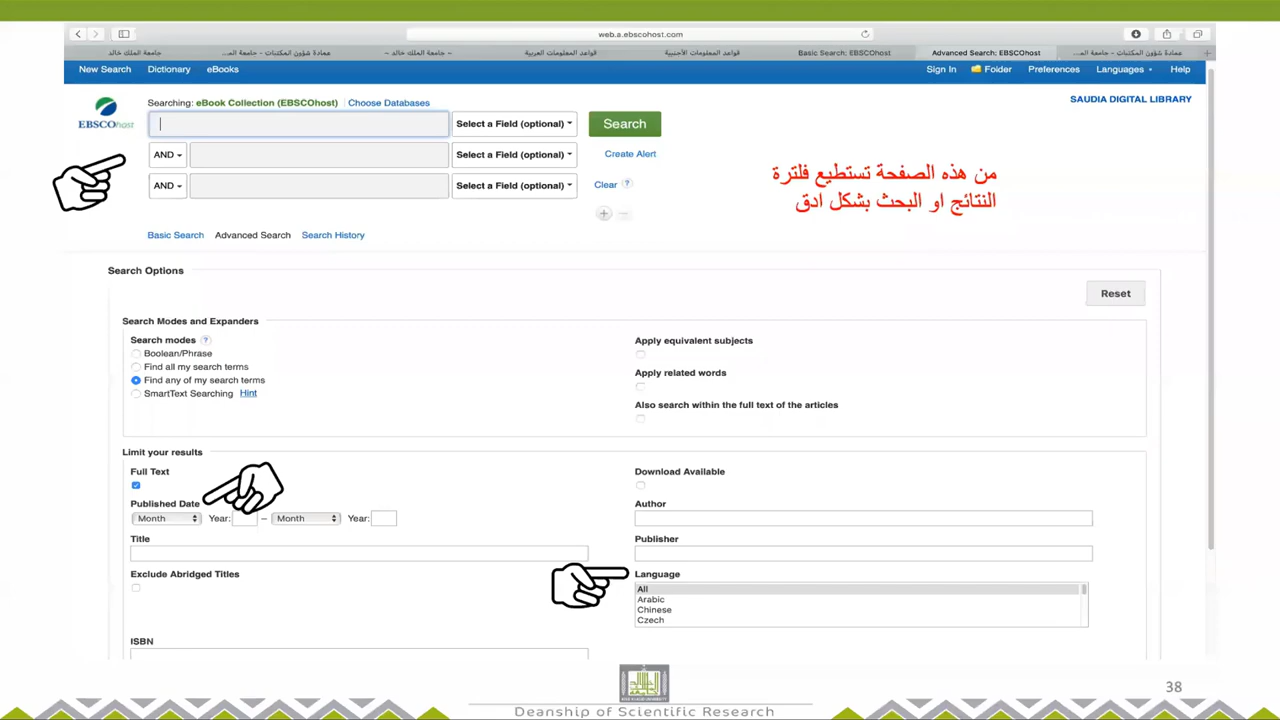 web.a.ebscohost.com
جامعة الملك خالد
عمادة شؤون المكتبات - جامعة المـ...
- جامعة الملك خالد -
قواعد المعلومات العربية
قواعد المعلومات الأجنبية
Basic Search: EBSCOhost
Advanced Search: EBSCOhost
عمادة شؤون المكتبات - جامعة المـ...
New Search Dictionary eBooks Sign In Folder Preferences Languages Help
Searching: eBook Collection (EBSCOhost) Choose Databases
SAUDIA DIGITAL LIBRARY
EBSCOhost
Select a Field (optional) Search
AND Select a Field (optional) Create Alert
AND Select a Field (optional) Clear ?
من هذه الصفحة تستطيع فلترة
النتائج او البحث بشكل ادق
Basic Search Advanced Search Search History
Search Options
Reset
Search Modes and Expanders
Search modes ?
Boolean/Phrase
Find all my search terms
Find any of my search terms
SmartText Searching Hint
Apply equivalent subjects
Apply related words
Also search within the full text of the articles
Limit your results
Full Text
Published Date
Month Year: – Month Year:
Title
Exclude Abridged Titles
ISBN
Download Available
Author
Publisher
Language
All
Arabic
Chinese
Czech
38
Deanship of Scientific Research